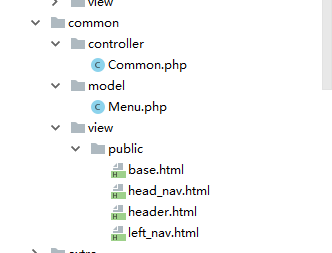 view
common
controller
Common.php
model
Menu.php
view
public
base.html
head_nav.html
header.html
left_nav.html
extra